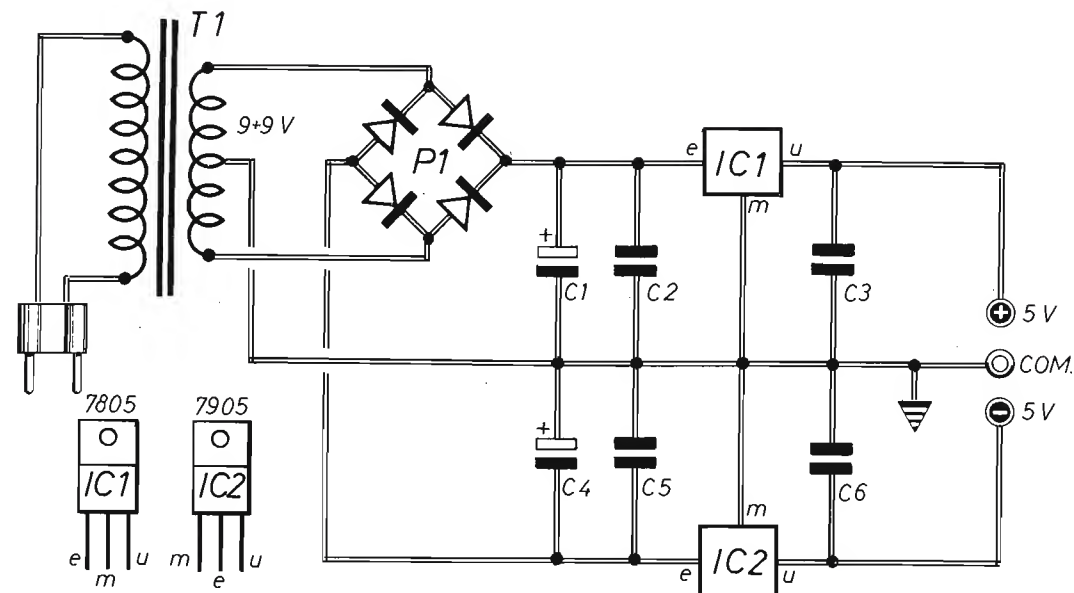 T1
9+9 V
P1
e
IC1
u
m
+
C1
C2
C3
+
5 V
COM.
-
5 V
+
C4
C5
C6
m
e
IC2
u
7805
7905
IC1
IC2
e
m
u
m
e
u